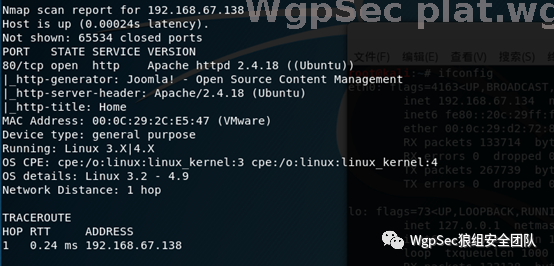 WgpSec plat.wg
Nmap scan report for 192.168.67.138
Host is up (0.00024s latency).
Not shown: 65534 closed ports
PORT   STATE SERVICE VERSION
80/tcp open  http    Apache httpd 2.4.18 ((Ubuntu))
|_http-generator: Joomla! - Open Source Content Management
|_http-server-header: Apache/2.4.18 (Ubuntu)
|_http-title: Home
MAC Address: 00:0C:29:2C:E5:47 (VMware)
Device type: general purpose
Running: Linux 3.X|4.X
OS CPE: cpe:/o:linux:linux_kernel:3 cpe:/o:linux:linux_kernel:4
OS details: Linux 3.2 - 4.9
Network Distance: 1 hop
TRACEROUTE
HOP RTT     ADDRESS
1   0.24 ms 192.168.67.138
文件(F) 编辑(E) 查看(V) 搜索(S)
:~# ifconfig
eth0: flags=4163<UP,BROADCAST,
inet 192.168.67.134
inet6 fe80::20c:29ff:f
ether 00:0c:29:d2:72:
RX packets 133714
RX errors 0  dropped 0
TX packets 267739
TX errors 0  dropped
lo: flags=73<UP,LOOPBACK,RUNNI
inet 127.0.0.1  netmas
loop  txqueuelen 1000
WgpSec狼组安全团队